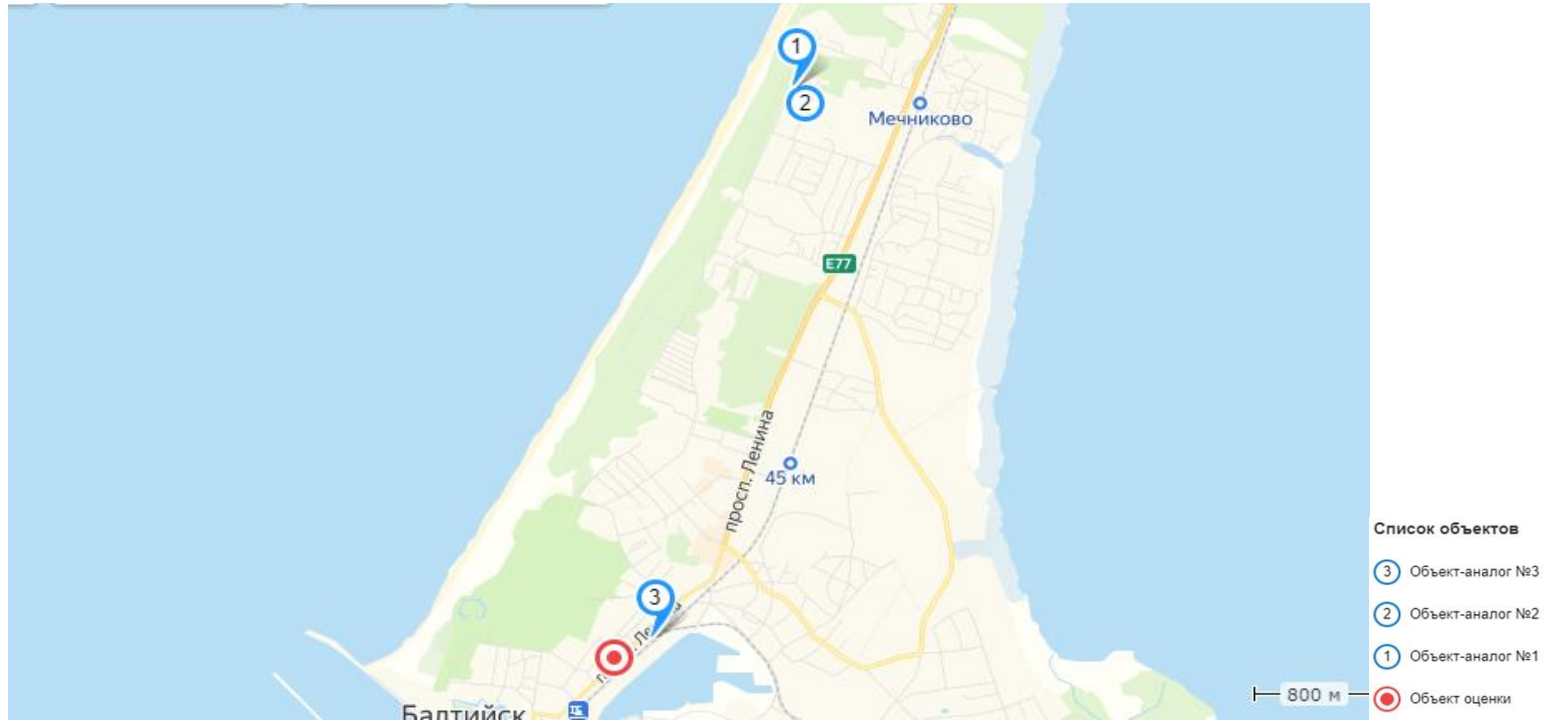 1
2
Мечниково
E77
просп. Ленина
45 км
3
Балтийск
800 м
Список объектов
3 Объект-аналог №3
2 Объект-аналог №2
1 Объект-аналог №1
Объект оценки